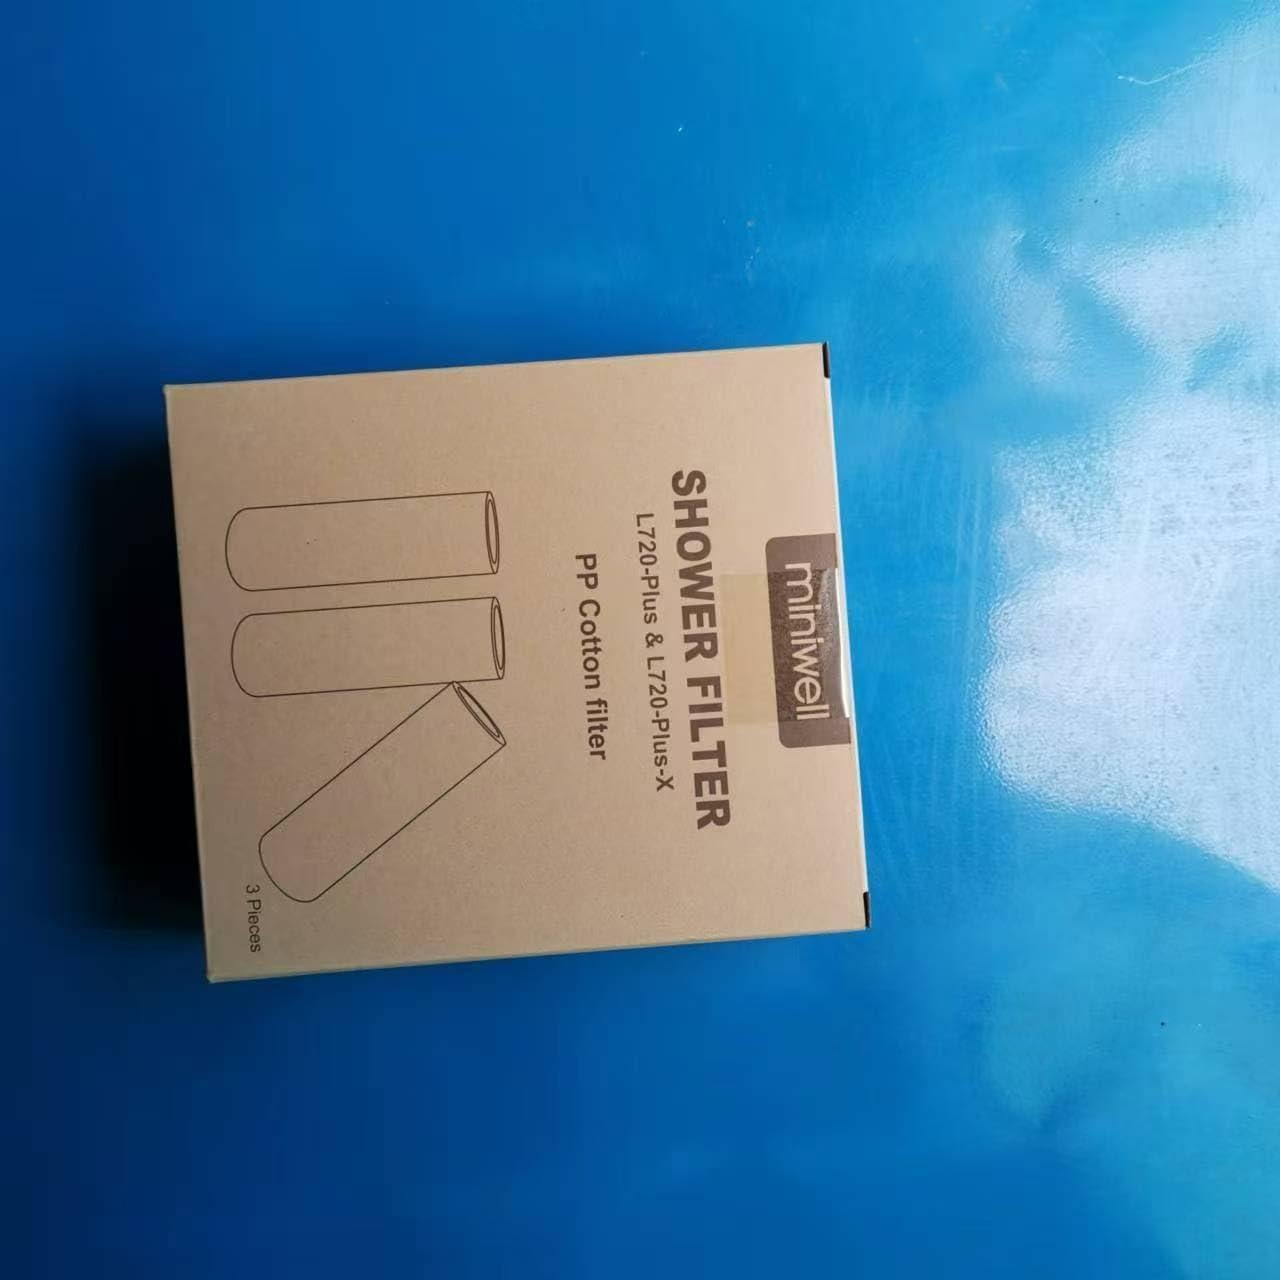 miniwell
SHOWER FILTER
L720-Plus & L720-Plus-X
PP Cotton filter
3 Pieces